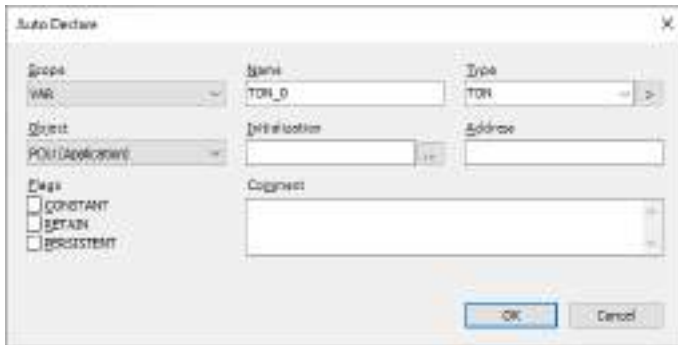 Auto Declare
Scope
Name
Type
VAR
TON_0
TON
>
Object
Initialization
Address
POU [Application]
...
Flags
Comment
CONSTANT
RETAIN
PERSISTENT
OK
Cancel